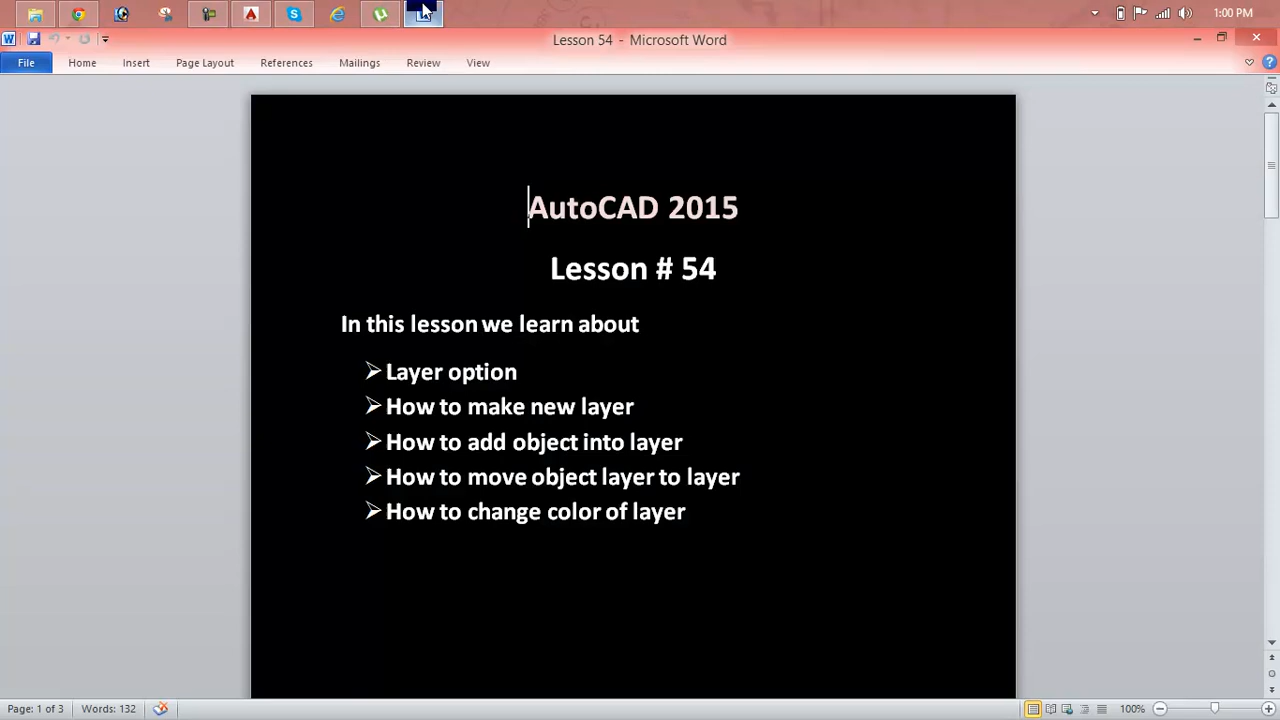 1:00 PM
Lesson 54 - Microsoft Word
File Home Insert Page Layout References Mailings Review View
AutoCAD 2015
Lesson # 54
In this lesson we learn about
➢ Layer option
➢ How to make new layer
➢ How to add object into layer
➢ How to move object layer to layer
➢ How to change color of layer
Page: 1 of 3 Words: 132 100%